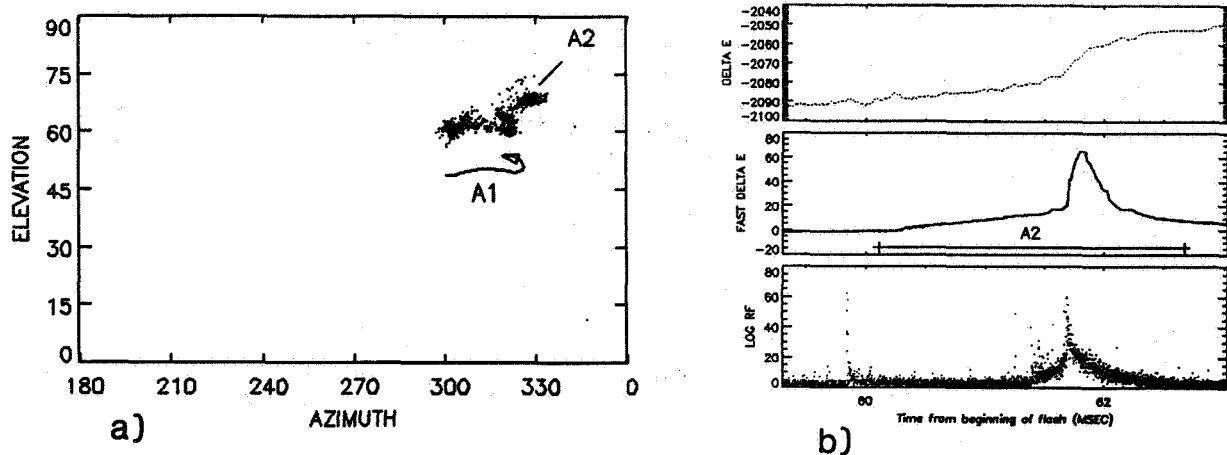 90
75
60
45
30
15
0
ELEVATION
A2
A1
180 210 240 270 300 330 0
AZIMUTH
a)
-2040
-2050
-2060
-2070
-2080
-2090
-2100
DELTA E
80
60
40
20
0
-20
FAST DELTA E
A2
80
60
40
20
0
LOG RF
60 62
Time from beginning of flash (MSEC)
b)